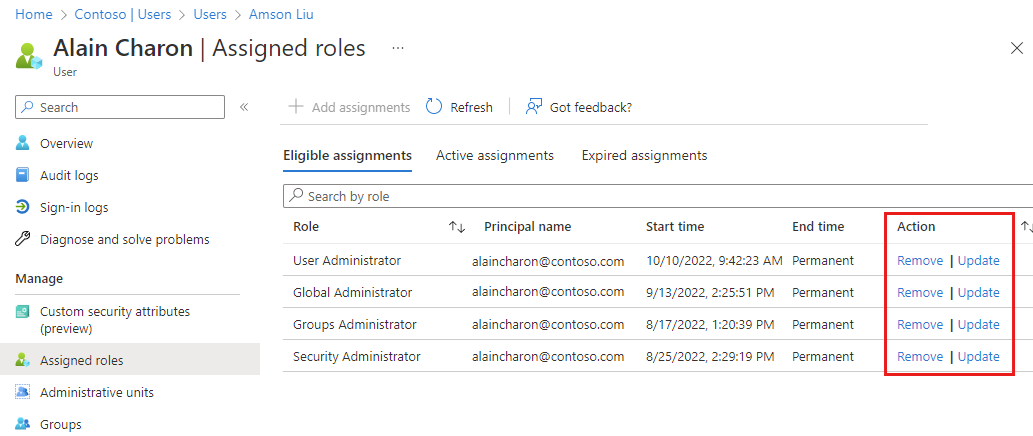 Home > Contoso | Users > Users > Amson Liu
Alain Charon | Assigned roles ...
User
Search
Add assignments Refresh Got feedback?
Overview
Audit logs
Sign-in logs
Diagnose and solve problems
Manage
Custom security attributes
(preview)
Assigned roles
Administrative units
Groups
Eligible assignments Active assignments Expired assignments
Search by role
Role Principal name Start time End time Action
User Administrator alaincharon@contoso.com 10/10/2022, 9:42:23 AM Permanent Remove | Update
Global Administrator alaincharon@contoso.com 9/13/2022, 2:25:51 PM Permanent Remove | Update
Groups Administrator alaincharon@contoso.com 8/17/2022, 1:20:39 PM Permanent Remove | Update
Security Administrator alaincharon@contoso.com 8/25/2022, 2:29:19 PM Permanent Remove | Update